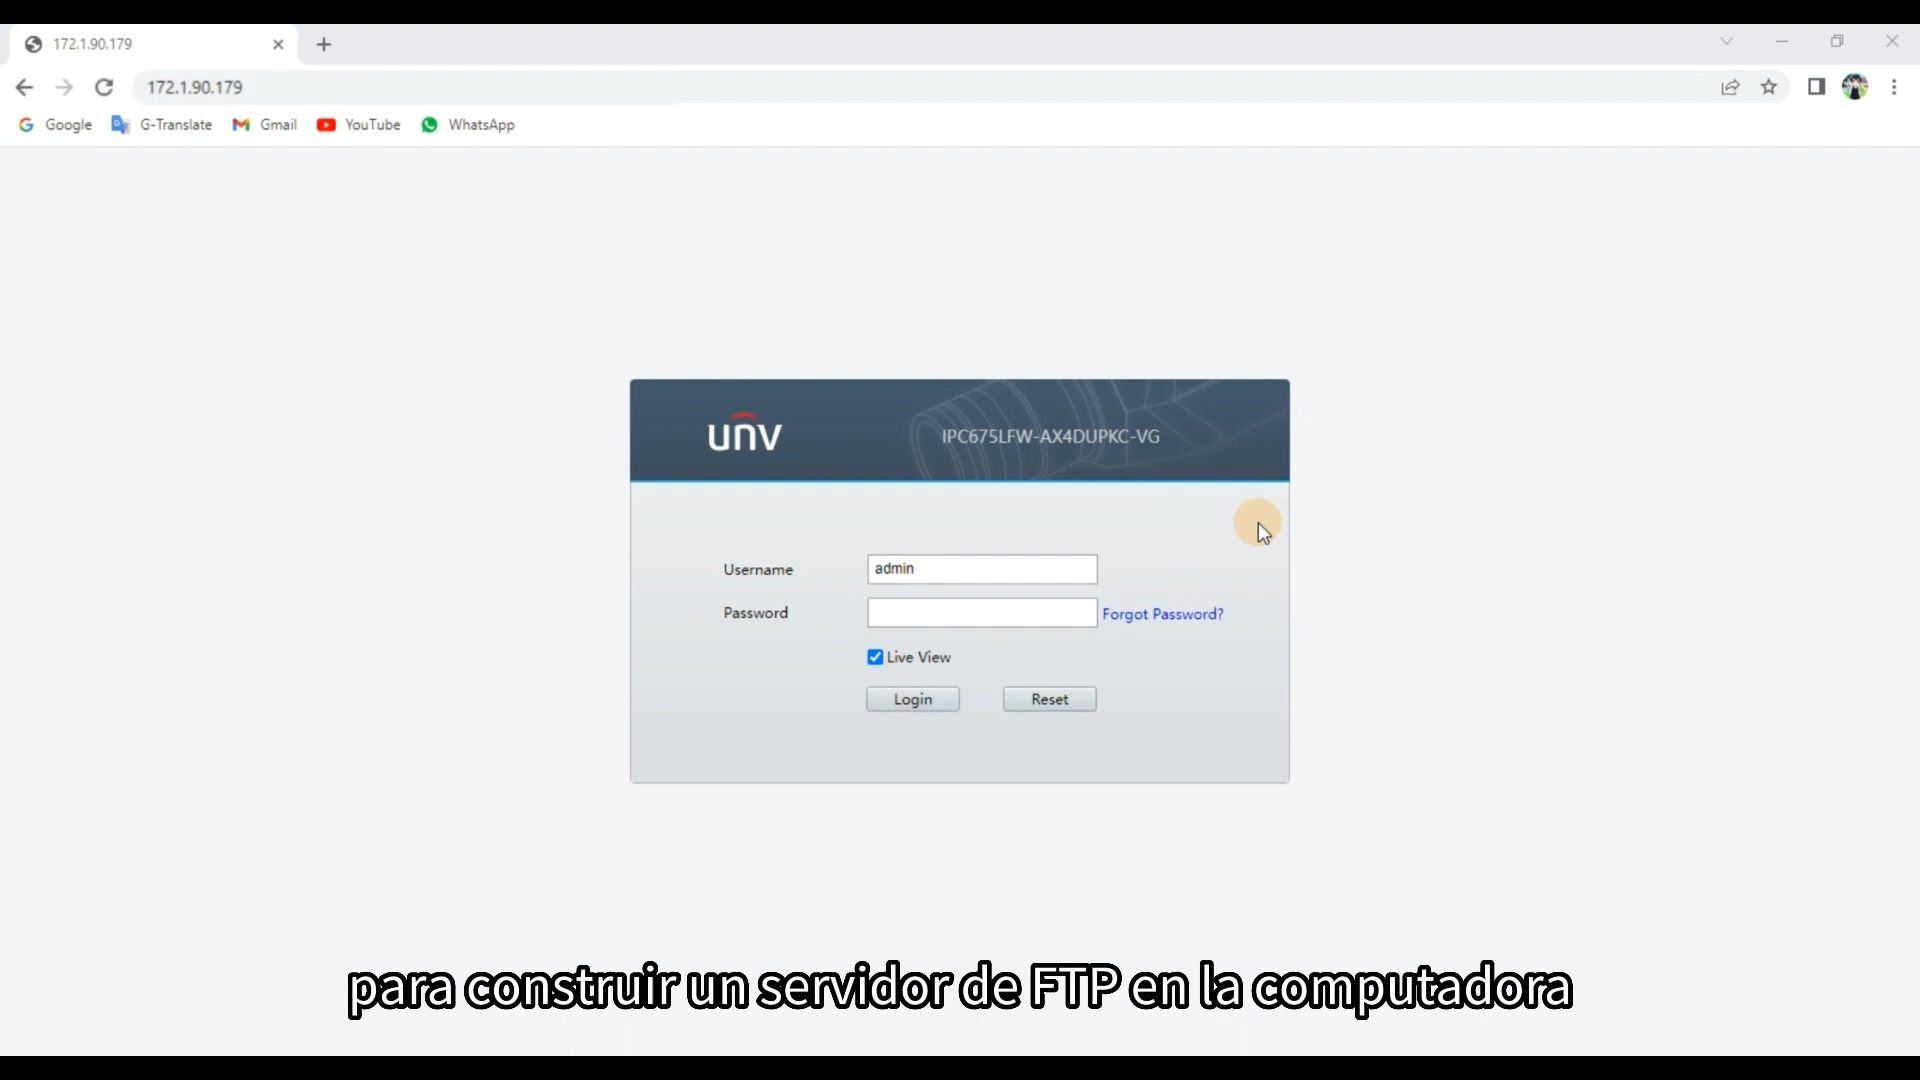 172.1.90.179
172.1.90.179
Google G-Translate Gmail YouTube WhatsApp
unv IPC675LFW-AX4DUPKC-VG
Username admin
Password Forgot Password?
Live View
Login Reset
para construir un servidor de FTP en la computadora